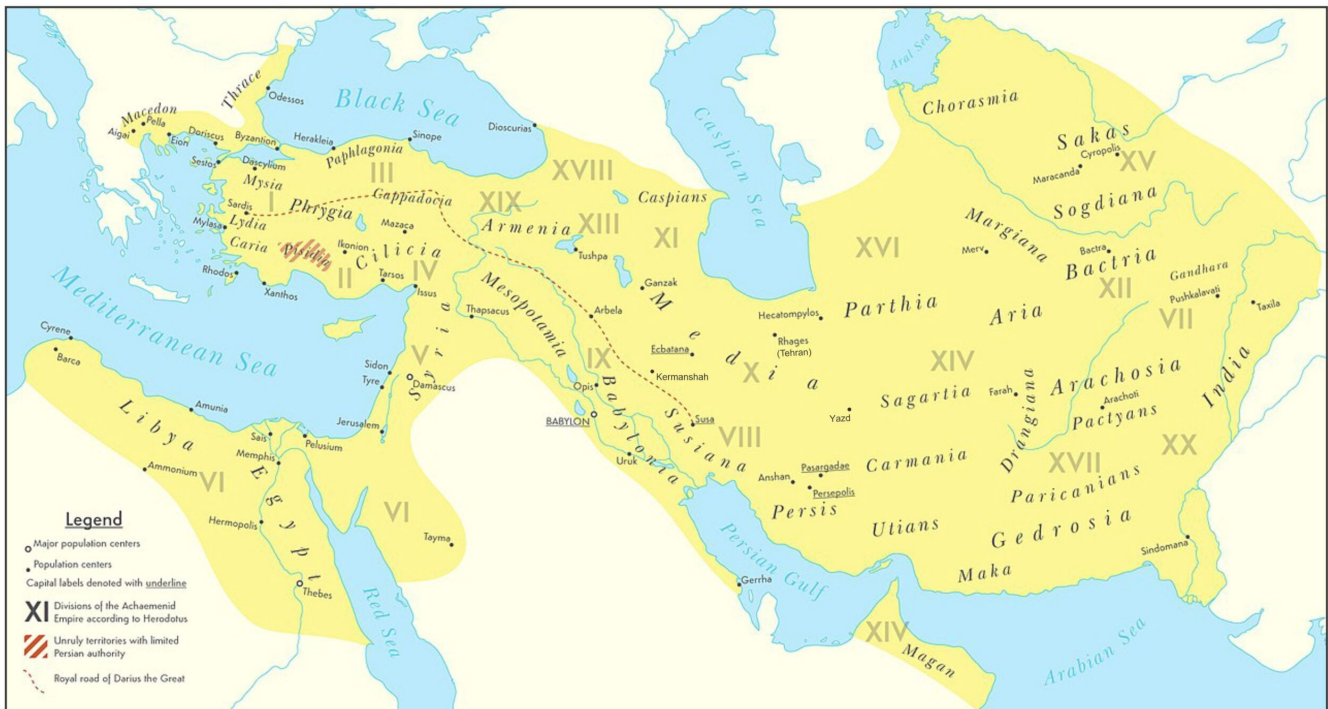 Aral Sea
Chorasmia
Thrace
Odessos
Black Sea
Caspian Sea
Sakas
Macedon
Pella
Aigai
Eion
Doriscus
Byzantion
Herakleia
Sinope
Dioscurias
Cyropolis
XV
Maracanda
Paphlagonia
III
XVIII
Sestos
Dascylium
Mysia
I
Phrygia
Gappadocia
XIX
Caspians
Sogdiana
Sardis
Lydia
Mylasa
Caria
Pisidia
Ikonion
Mazaca
Cilicia
Armenia
XIII
XI
Tushpa
XVI
Margiana
Merv
Bactra
Bactria
Gandhara
XII
Pushkalavati
Taxila
VII
Rhodos
Xanthos
II
Tarsos
IV
Issus
Mesopotamia
Ganzak
Media
Mediterranean Sea
Thapsacus
Arbela
Hecatompylos
Parthia
Aria
Rhages
(Tehran)
Cyrene
Barca
Syria
V
Sidon
Tyre
Damascus
IX
Ecbatana
Kermanshah
X
XIV
Sagartia
Farah
Arachosia
Arachoti
Pactyans
India
Opis
Babylonia
BABYLON
Susiana
Susa
Yazd
Drangiana
Libya
Amunia
Jerusalem
Sais
Pelusium
Memphis
VIII
Uruk
Anshan
Pasargadae
Persepolis
Carmania
XVII
XX
Paricanians
Ammonium
VI
Egypt
VI
Hermopolis
Tayma
Persis
Utians
Gedrosia
Sindomana
Maka
Persian Gulf
Gerrha
Thebes
Red Sea
XIV
Magan
Arabian Sea
Legend
Major population centers
Population centers
Capital labels denoted with underline
XI
Divisions of the Achaemenid
Empire according to Herodotus
Unruly territories with limited
Persian authority
Royal road of Darius the Great